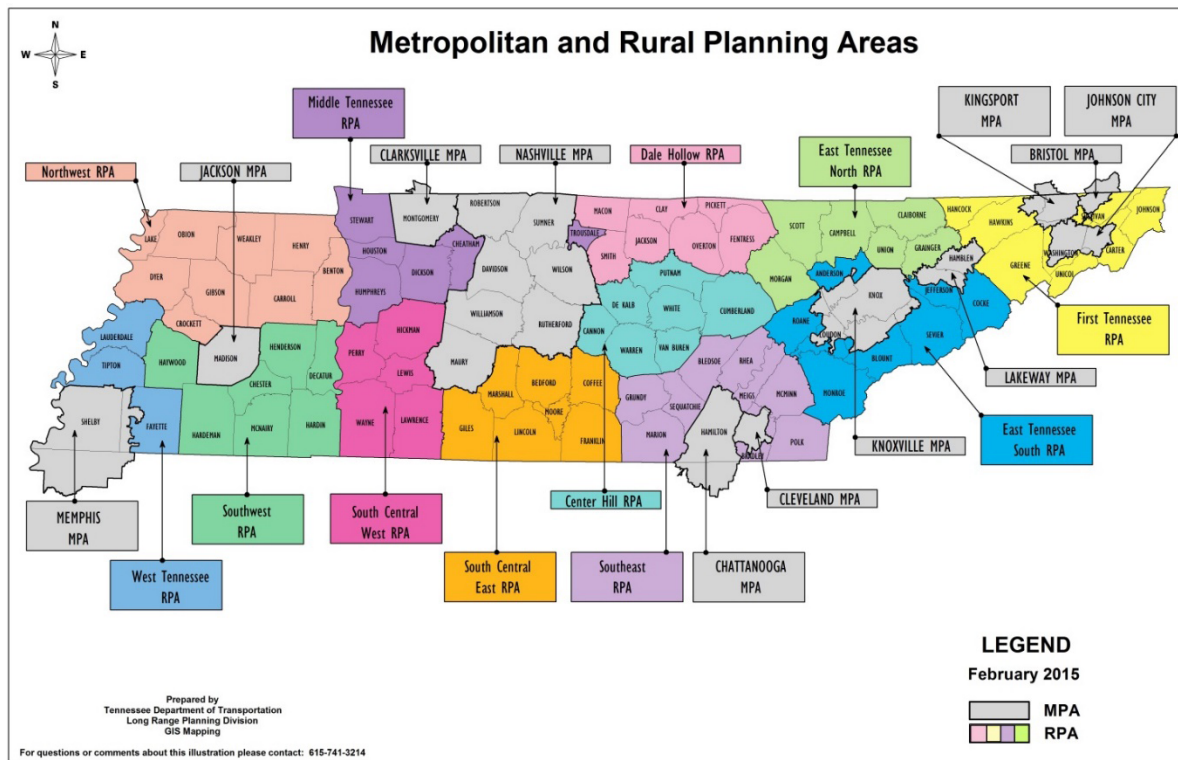 Metropolitan and Rural Planning Areas
N
W E
S
Middle Tennessee
RPA
KINGSPORT
MPA
JOHNSON CITY
MPA
CLARKSVILLE MPA
NASHVILLE MPA
Dale Hollow RPA
East Tennessee
North RPA
BRISTOL MPA
Northwest RPA
JACKSON MPA
LAKE
OBION
WEAKLEY
HENRY
BENTON
DYER
GIBSON
CARROLL
CROCKETT
STEWART
MONTGOMERY
ROBERTSON
SUMNER
HOUSTON
CHEATHAM
DICKSON
HUMPHREYS
DAVIDSON
WILSON
WILLIAMSON
RUTHERFORD
MAURY
TROUSDALE
MACON
CLAY
PICKETT
SMITH
JACKSON
OVERTON
FENTRESS
SCOTT
CAMPBELL
CLAIBORNE
UNION
GRAINGER
MORGAN
HANCOCK
HAWKINS
JOHNSON
WASHINGTON
CARTER
GREENE
UNICOI
ANDERSON
HAMBLEN
JEFFERSON
COCKE
KNOX
ROANE
LOUDON
SEVIER
BLOUNT
MONROE
PUTNAM
DE KALB
WHITE
CUMBERLAND
CANNON
WARREN
VAN BUREN
BLEDSOE
RHEA
GRUNDY
SEQUATCHIE
MEIGS
MCMINN
MARION
HAMILTON
BRADLEY
POLK
LAUDERDALE
TIPTON
HAYWOOD
MADISON
HENDERSON
DECATUR
CHESTER
SHELBY
FAYETTE
HARDEMAN
MCNAIRY
HARDIN
HICKMAN
PERRY
LEWIS
WAYNE
LAWRENCE
MARSHALL
BEDFORD
COFFEE
MOORE
GILES
LINCOLN
FRANKLIN
First Tennessee
RPA
LAKEWAY MPA
KNOXVILLE MPA
East Tennessee
South RPA
MEMPHIS
MPA
Southwest
RPA
South Central
West RPA
Center Hill RPA
CLEVELAND MPA
West Tennessee
RPA
South Central
East RPA
Southeast
RPA
CHATTANOOGA
MPA
LEGEND
February 2015
MPA
RPA
Prepared by
Tennessee Department of Transportation
Long Range Planning Division
GIS Mapping
For questions or comments about this illustration please contact: 615-741-3214